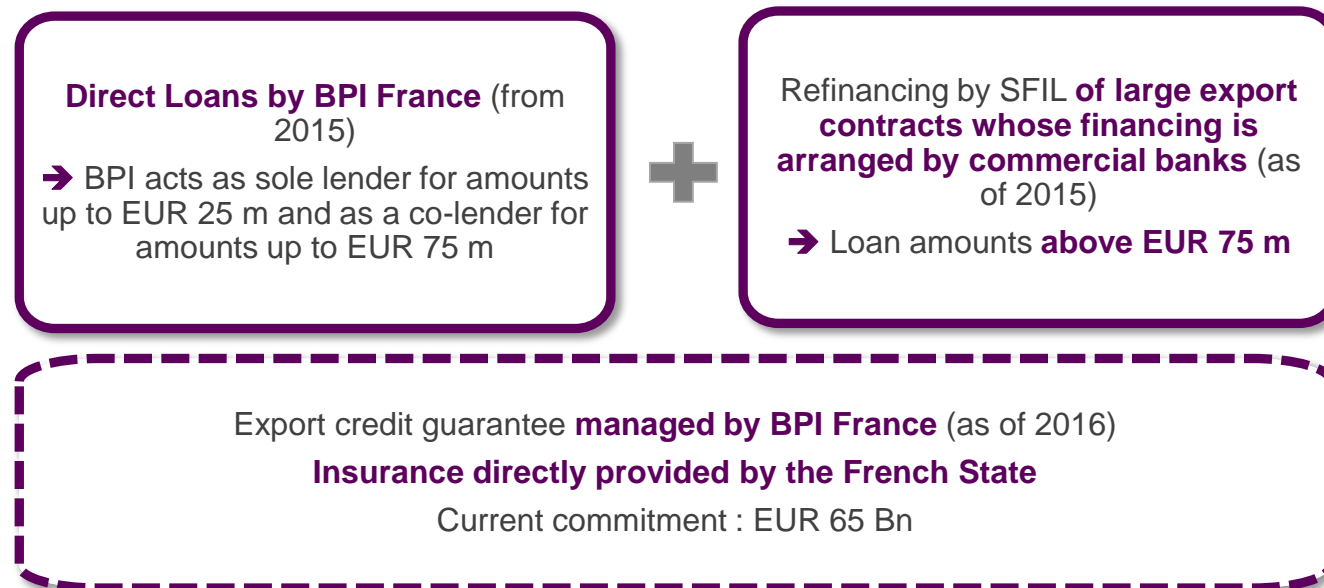 Direct Loans by BPI France (from
2015)
➔ BPI acts as sole lender for amounts
up to EUR 25 m and as a co-lender for
amounts up to EUR 75 m
Refinancing by SFIL of large export
contracts whose financing is
arranged by commercial banks (as
of 2015)
➔ Loan amounts above EUR 75 m
Export credit guarantee managed by BPI France (as of 2016)
Insurance directly provided by the French State
Current commitment : EUR 65 Bn